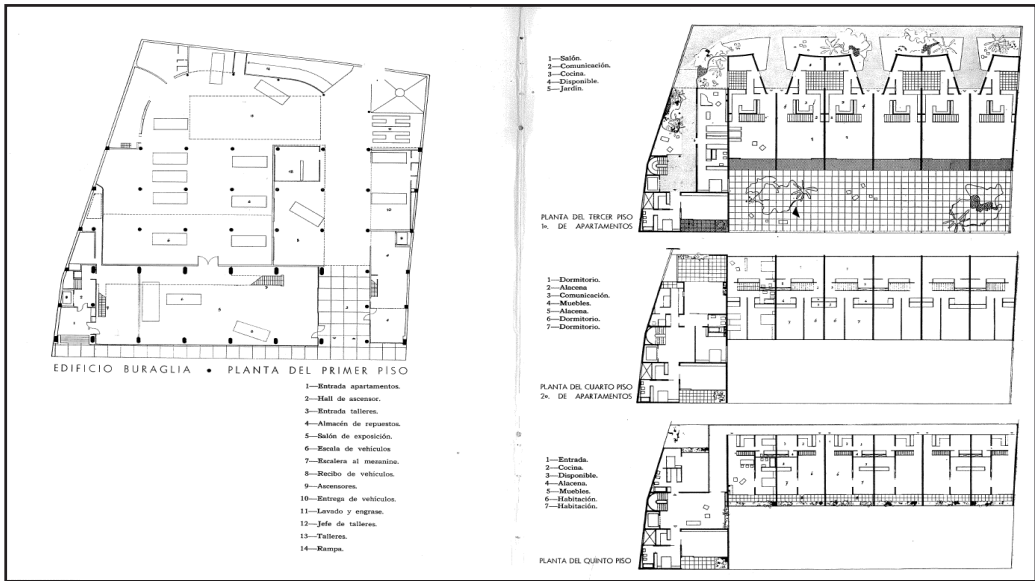 EDIFICIO BURAGLIA • PLANTA DEL PRIMER PÍSO
1—Entrada apartamentos.
2—Hall de ascensor.
3—Entrada talleres.
4—Almacén de repuestos.
5—Salón de exposición.
6—Escala de vehículos
7—Escalera al mezanine.
8—Recibo de vehículos.
9—Ascensores.
10—Entrega de vehículos.
11—Lavado y engrase.
12—Jefe de talleres.
13—Talleres.
14—Rampa.
1—Salón.
2—Comunicación.
3—Cocina.
4—Disponible.
5—Jardín.
PLANTA DEL TERCER PISO
1º. DE APARTAMENTOS
1—Dormitorio.
2—Alacena
3—Comunicación.
4—Muebles.
5—Alacena.
6—Dormitorio.
7—Dormitorio.
PLANTA DEL CUARTO PISO
2º. DE APARTAMENTOS
1—Entrada.
2—Cocina.
3—Disponible.
4—Alacena.
5—Muebles.
6—Habitación.
7—Habitación.
PLANTA DEL QUINTO PISO